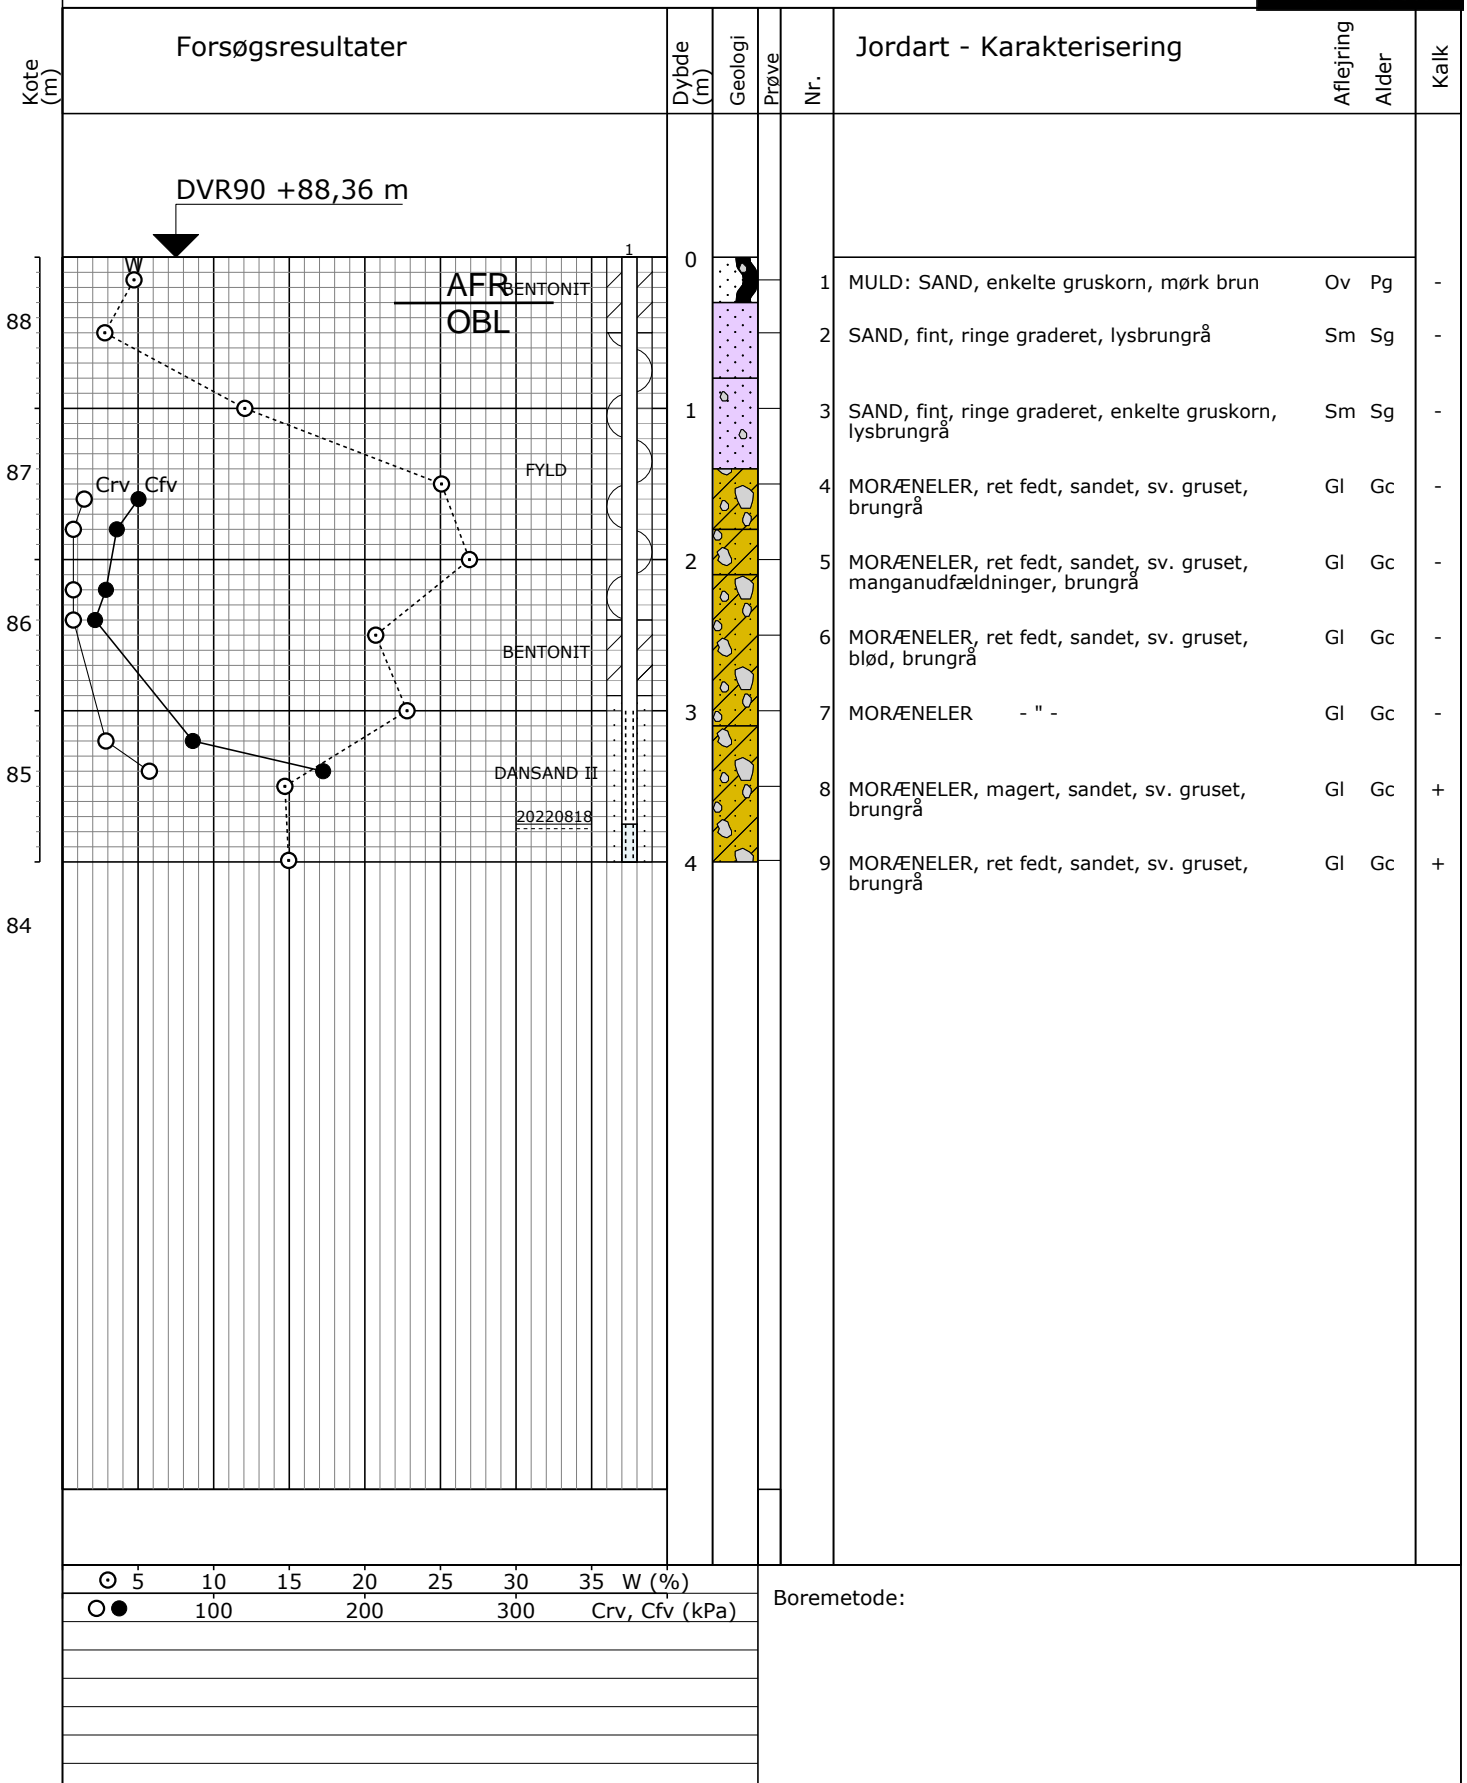 Kote (m)
Forsøgsresultater
Dybde (m)
Geologi
Prøve
Nr.
Jordart - Karakterisering
Aflejring
Alder
Kalk
DVR90 +88,36 m
W
1
0
AFR
BENTONIT
OBL
1 MULD: SAND, enkelte gruskorn, mørk brun Ov Pg -
88
2 SAND, fint, ringe graderet, lysbrungrå Sm Sg -
1
3 SAND, fint, ringe graderet, enkelte gruskorn, Sm Sg -
lysbrungrå
87
FYLD
Crv Cfv
4 MORÆNELER, ret fedt, sandet, sv. gruset, Gl Gc -
brungrå
2
5 MORÆNELER, ret fedt, sandet, sv. gruset, Gl Gc -
manganudfældninger, brungrå
86
6 MORÆNELER, ret fedt, sandet, sv. gruset, Gl Gc -
blød, brungrå
BENTONIT
3
7 MORÆNELER - " - Gl Gc -
85
DANSAND II
8 MORÆNELER, magert, sandet, sv. gruset, Gl Gc +
brungrå
20220818
4
9 MORÆNELER, ret fedt, sandet, sv. gruset, Gl Gc +
brungrå
84
5 10 15 20 25 30 35 W (%)
100 200 300 Crv, Cfv (kPa)
Boremetode: